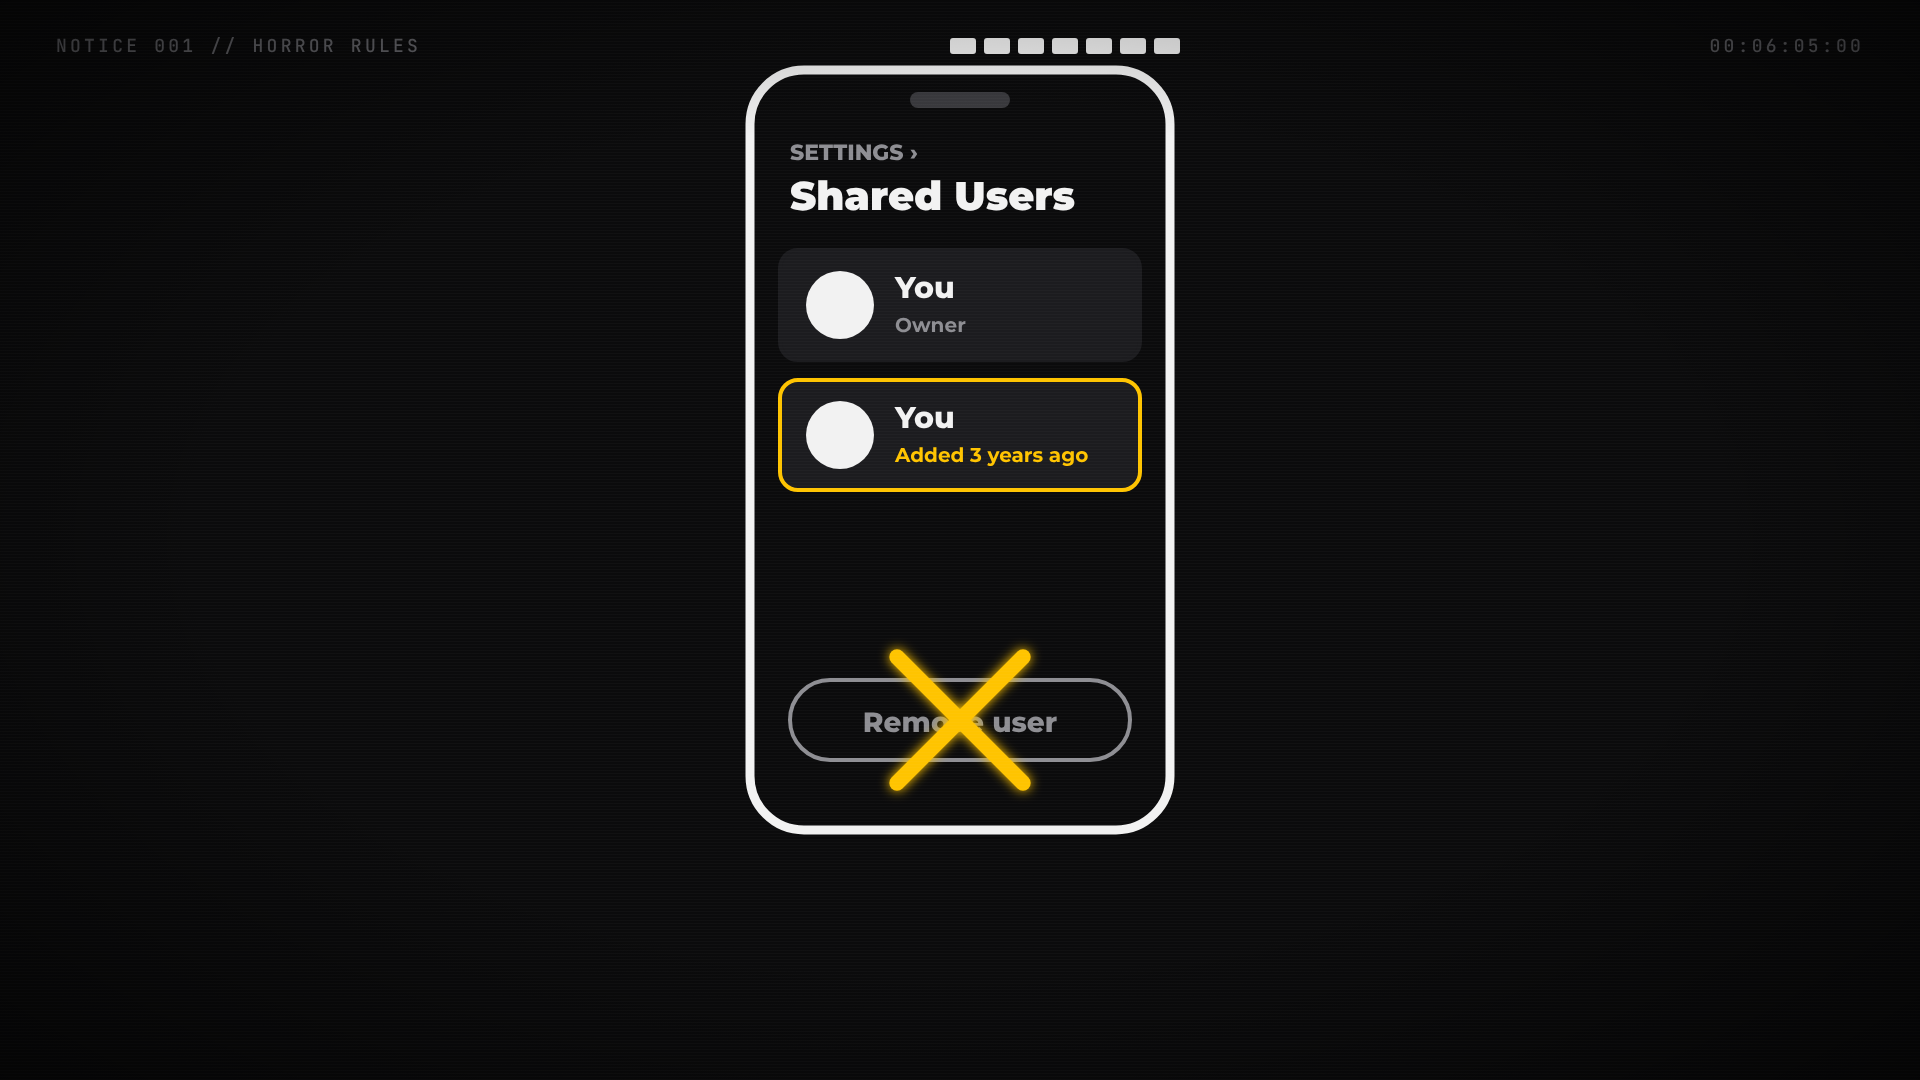 NOTICE 001 // HORROR RULES
00:06:05:00
SETTINGS ›
Shared Users
You
Owner
You
Added 3 years ago
Remove user